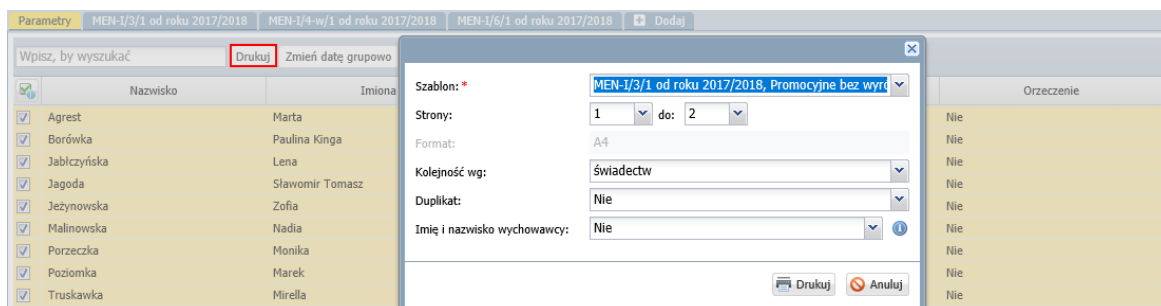 Parametry MEN-I/3/1 od roku 2017/2018 MEN-I/4-w/1 od roku 2017/2018 MEN-I/6/1 od roku 2017/2018 Dodaj
Wpisz, by wyszukać Drukuj Zmień datę grupowo
Nazwisko Imiona Orzeczenie
Szablon: * MEN-I/3/1 od roku 2017/2018, Promocyjne bez wyró
Strony: 1 do: 2
Format: A4
Kolejność wg: świadectw
Duplikat: Nie
Imię i nazwisko wychowawcy: Nie
Drukuj Anuluj
Agrest Marta Nie
Borówka Paulina Kinga Nie
Jabłczyńska Lena Nie
Jagoda Sławomir Tomasz Nie
Jeżynowska Zofia Nie
Malinowska Nadia Nie
Porzeczka Monika Nie
Poziomka Marek Nie
Truskawka Mirella Nie